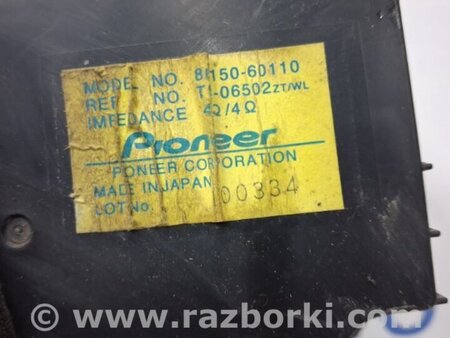 MODEL NO. 86150-60110
REF NO. T1-06502ZT/WL
IMPEDANCE 4Ω/4Ω
Pioneer
PIONEER CORPORATION
MADE IN JAPAN
LOT No. 00334
www.razborki.com